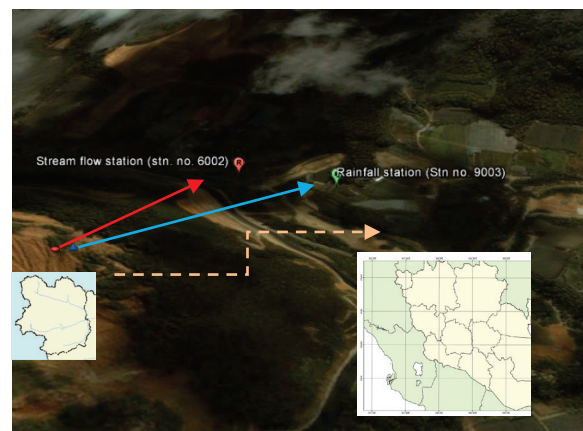 Stream flow station (stn. no. 6002)
R
Rainfall station (Stn no. 9003)